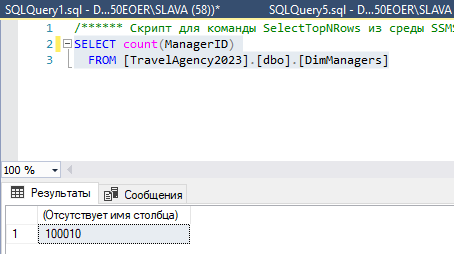 SQLQuery1.sql - D...50EOER\SLAVA (58))* SQLQuery5.sql - D...50EOER\SLAVA
1 /****** Скрипт для команды SelectTopNRows из среды SSMS
2 SELECT count(ManagerID)
3 FROM [TravelAgency2023].[dbo].[DimManagers]
100 %
Результаты Сообщения
(Отсутствует имя столбца)
1 100010